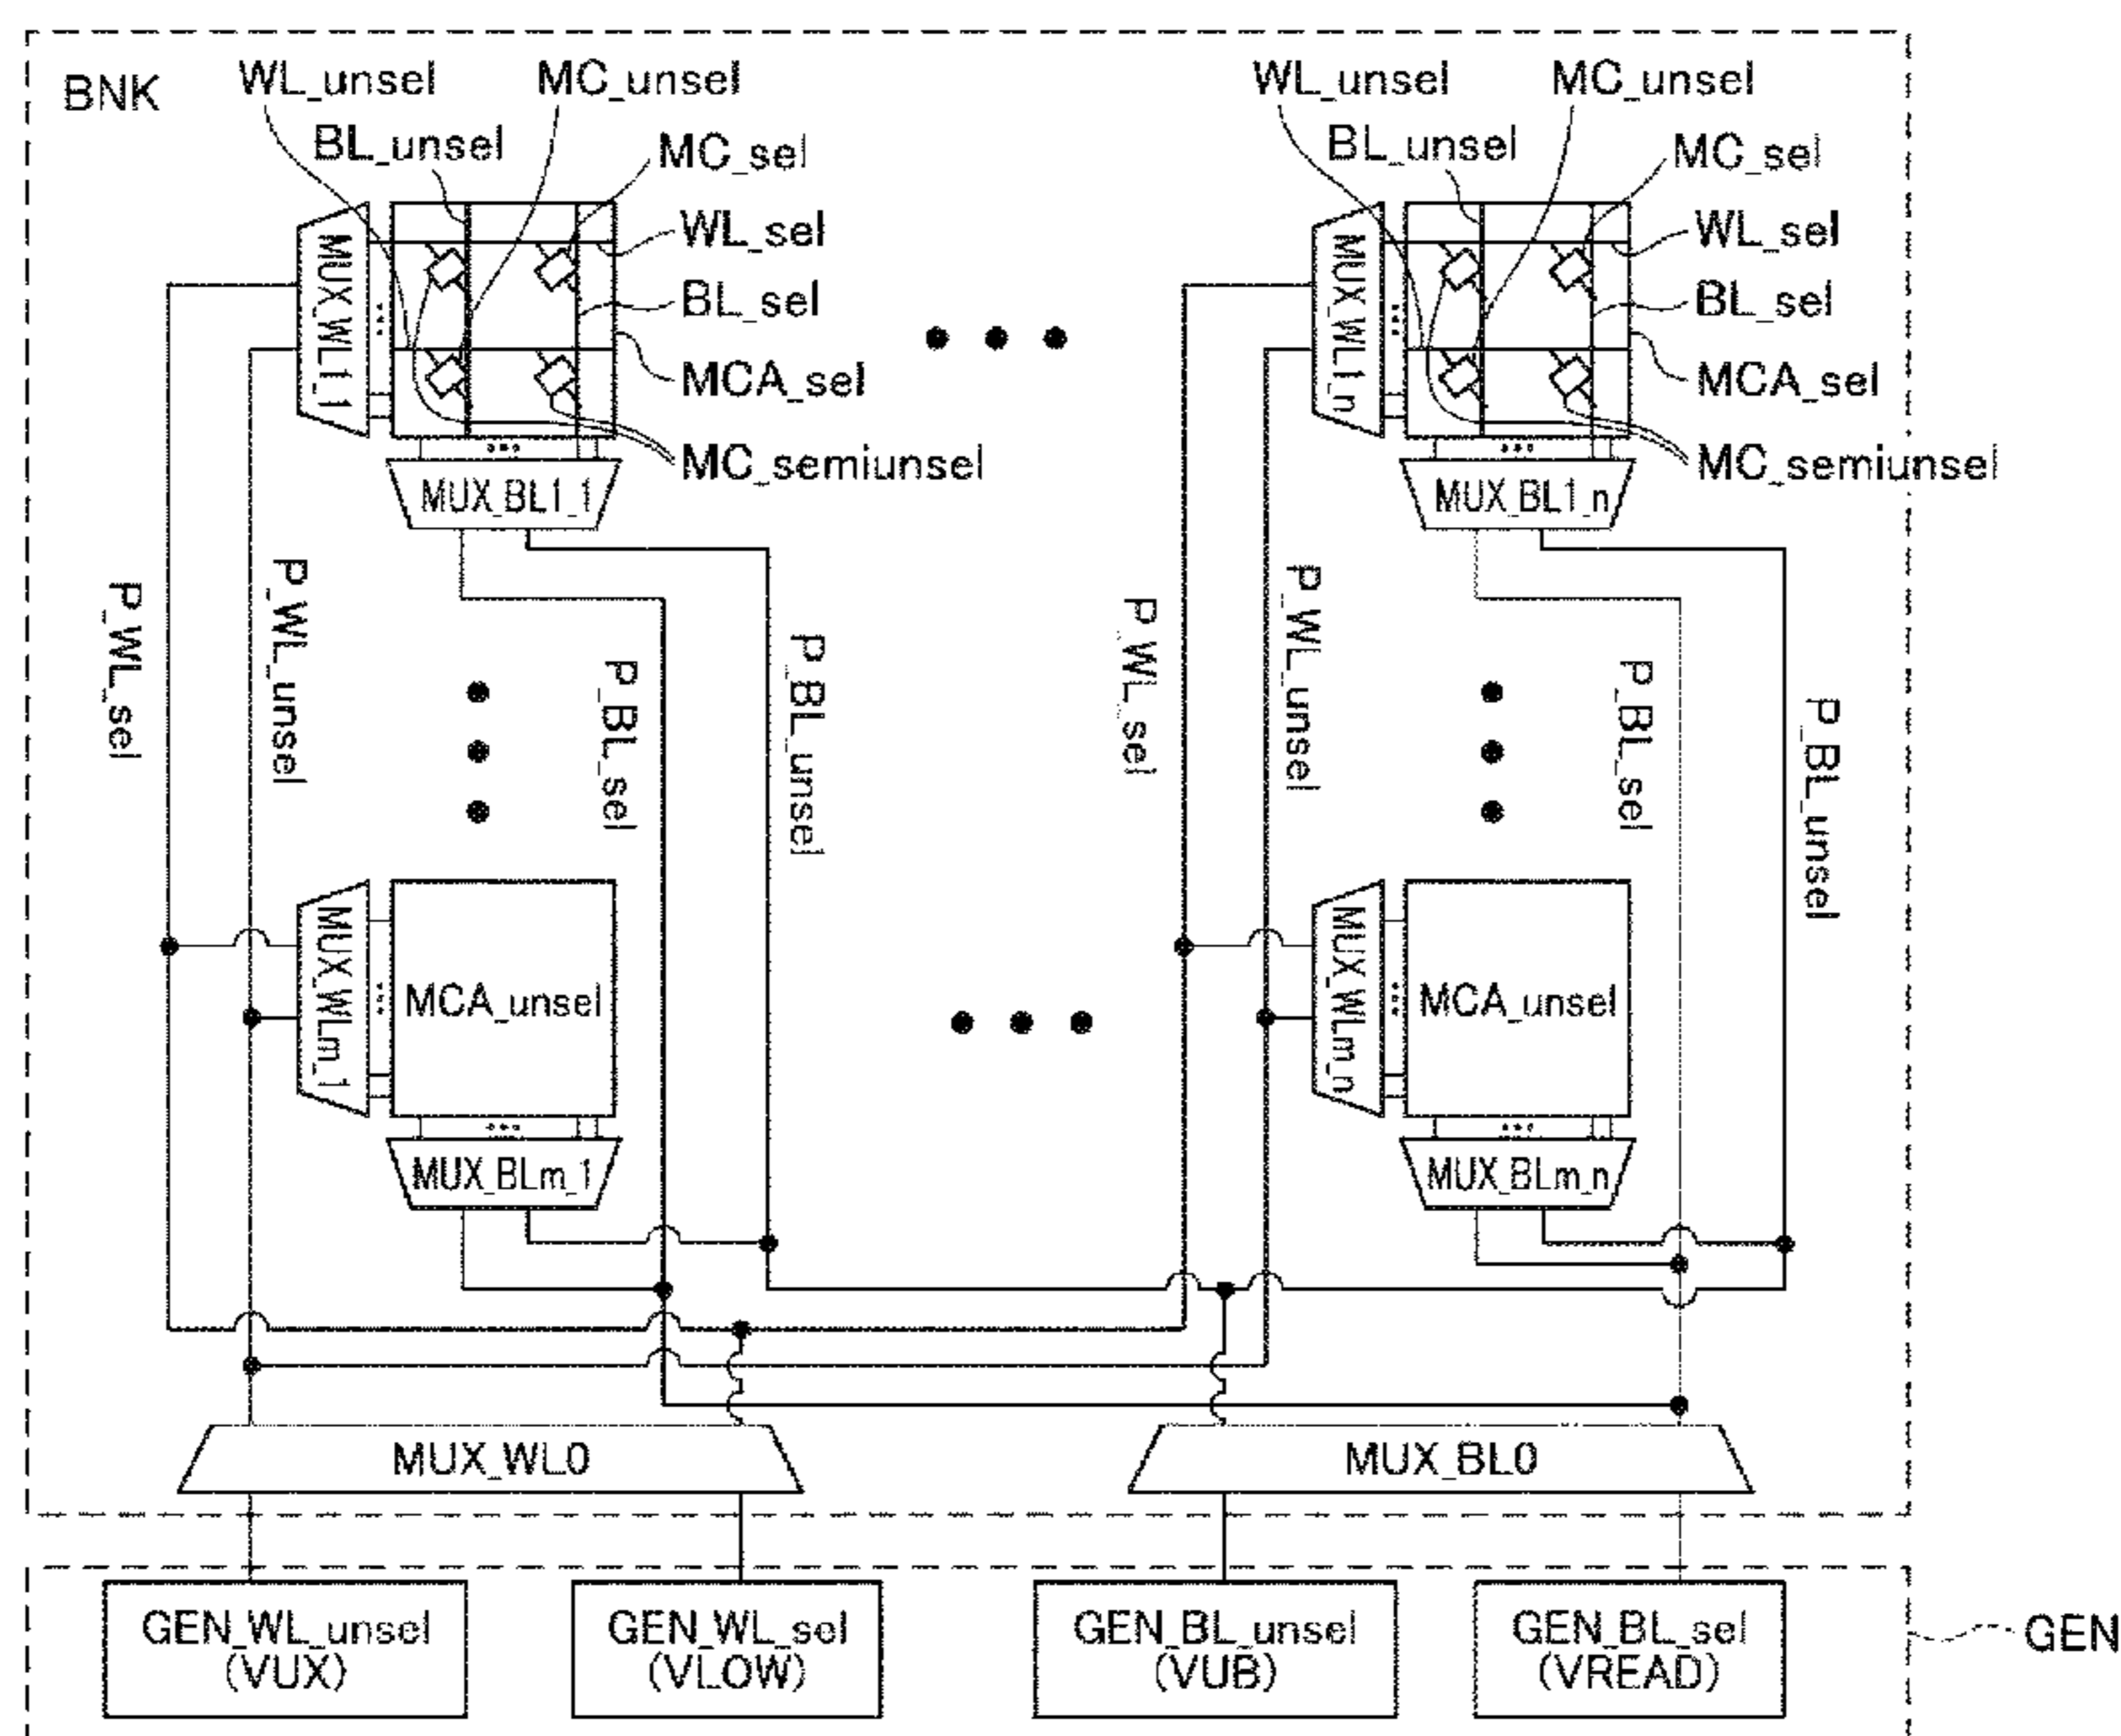 BNK
WL_unsel
MC_unsel
BL_unsel
MC_sel
WL_sel
BL_sel
MCA_sel
MC_semiunsel
MUX_WL1_1
MUX_BL1_1
WL_unsel
MC_unsel
BL_unsel
MC_sel
WL_sel
BL_sel
MCA_sel
MC_semiunsel
MUX_WL1_n
MUX_BL1_n
P_WL_sel
P_WL_unsel
P_BL_sel
P_BL_unsel
P_WL_sel
P_WL_unsel
P_BL_sel
P_BL_unsel
MUX_WLm_1
MCA_unsel
MUX_BLm_1
MUX_WLm_n
MCA_unsel
MUX_BLm_n
MUX_WL0
MUX_BL0
GEN_WL_unsel
(VUX)
GEN_WL_sel
(VLOW)
GEN_BL_unsel
(VUB)
GEN_BL_sel
(VREAD)
GEN